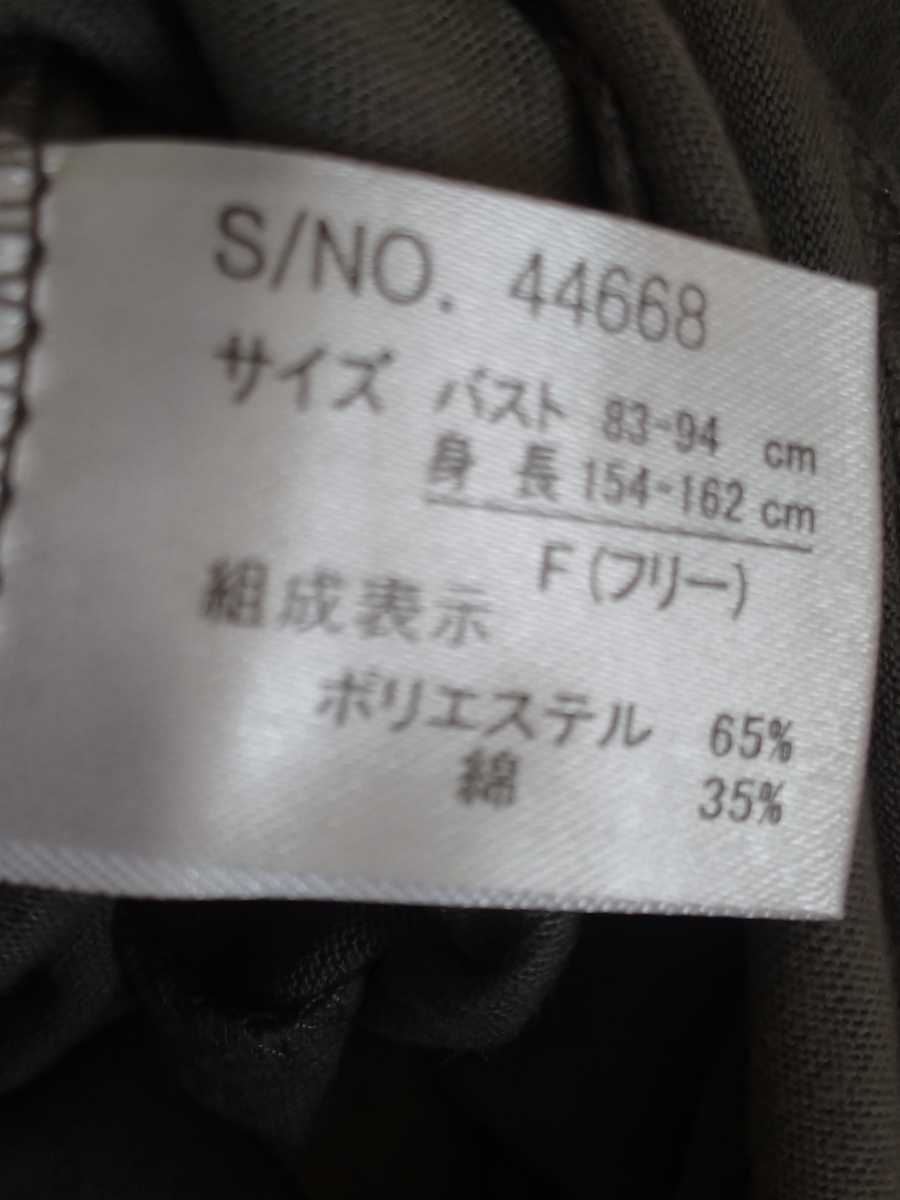 S/NO. 44668
サイズ バスト 83-94 cm
身長 154-162 cm
F (フリー)
組成表示
ポリエステル 65%
綿 35%